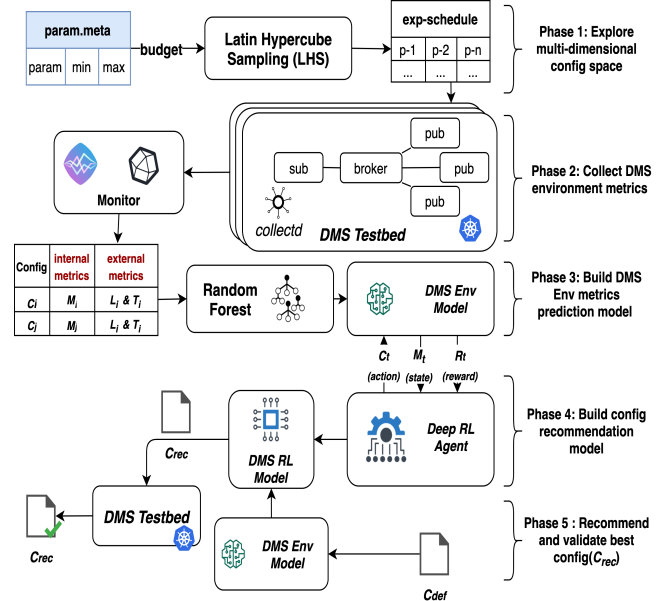 param.meta
param min max
budget
Latin Hypercube
Sampling (LHS)
exp-schedule
p-1 p-2 p-n
... ... ...
Phase 1: Explore
multi-dimensional
config space
Monitor
sub
broker
pub
pub
pub
collectd
DMS Testbed
Phase 2: Collect DMS
environment metrics
Config internal metrics external metrics
Ci Mi Li & Ti
Cj Mj Li & Ti
Random
Forest
DMS Env
Model
Phase 3: Build DMS
Env metrics
prediction model
Ct Mt Rt
(action) (state) (reward)
Crec
DMS RL
Model
Deep RL
Agent
Phase 4: Build config
recommendation
model
Crec
DMS Testbed
DMS Env
Model
Cdef
Phase 5 : Recommend
and validate best
config(Crec)